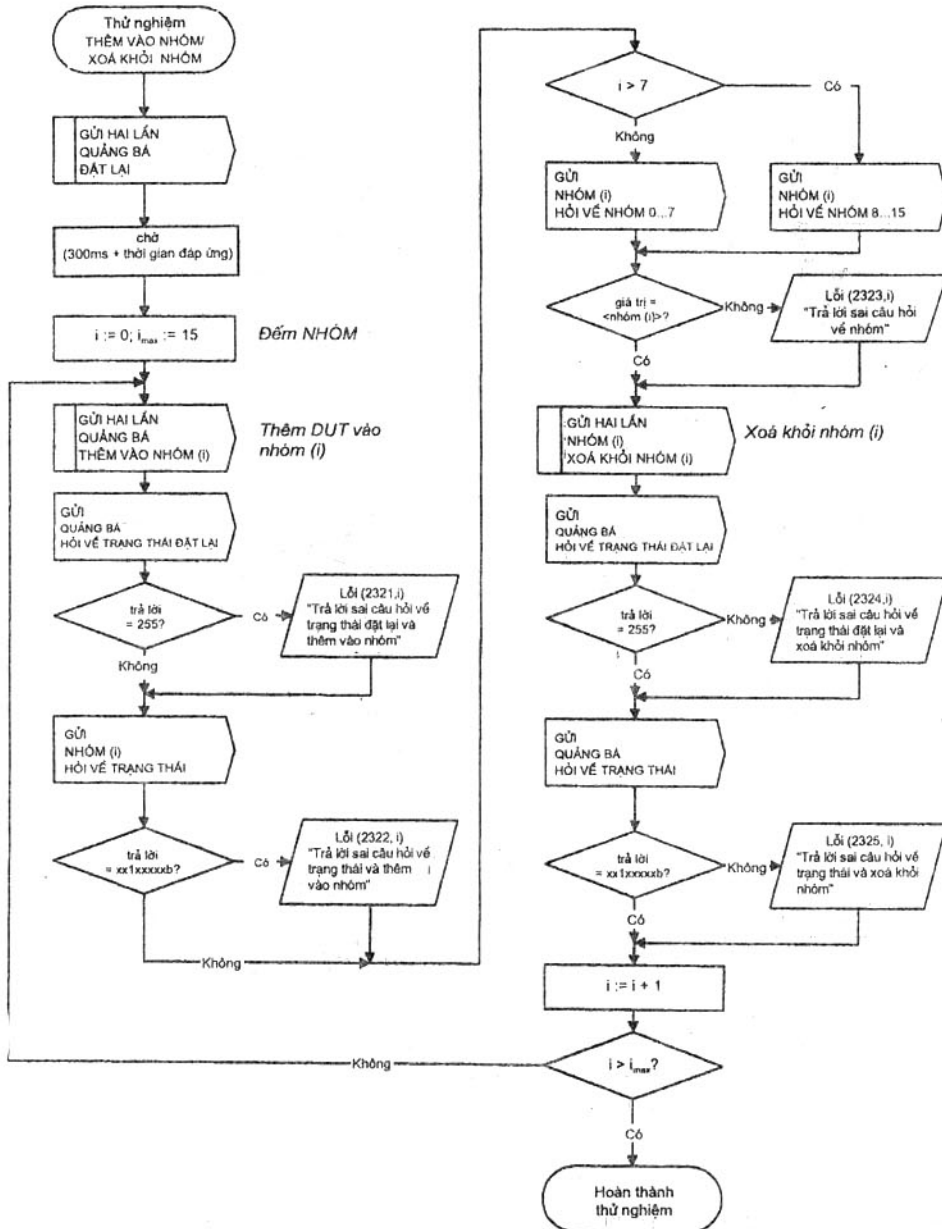 Thử nghiệm
THÊM VÀO NHÓM/
XOÁ KHỎI NHÓM
GỬI HAI LẦN
QUẢNG BÁ
ĐẶT LẠI
chờ
(300ms + thời gian đáp ứng)
i := 0; imax := 15
Đếm NHÓM
GỬI HAI LẦN
QUẢNG BÁ
THÊM VÀO NHÓM (i)
Thêm DUT vào
nhóm (i)
GỬI
QUẢNG BÁ
HỎI VỀ TRẠNG THÁI ĐẶT LẠI
trả lời
= 255?
Có
Lỗi (2321,i)
"Trả lời sai câu hỏi về
trạng thái đặt lại và
thêm vào nhóm"
Không
GỬI
NHÓM (i)
HỎI VỀ TRẠNG THÁI
trả lời
= xx1xxxxxb?
Có
Lỗi (2322, i)
"Trả lời sai câu hỏi về
trạng thái và thêm
vào nhóm"
Không
i > 7
Có
Không
GỬI
NHÓM (i)
HỎI VỀ NHÓM 0...7
GỬI
NHÓM (i)
HỎI VỀ NHÓM 8...15
giá trị =
<nhóm (i)>?
Không
Lỗi (2323,i)
"Trả lời sai câu hỏi
về nhóm"
Có
GỬI HAI LẦN
NHÓM (i)
XOÁ KHỎI NHÓM (i)
Xoá khỏi nhóm (i)
GỬI
QUẢNG BÁ
HỎI VỀ TRẠNG THÁI ĐẶT LẠI
trả lời
= 255?
Không
Lỗi (2324,i)
"Trả lời sai câu hỏi về
trạng thái đặt lại và
xoá khỏi nhóm"
Có
GỬI
QUẢNG BÁ
HỎI VỀ TRẠNG THÁI
trả lời
= xx1xxxxxb?
Không
Lỗi (2325, i)
"Trả lời sai câu hỏi về
trạng thái và xoá khỏi
nhóm"
Có
i := i + 1
i > imax?
Không
Có
Hoàn thành
thử nghiệm